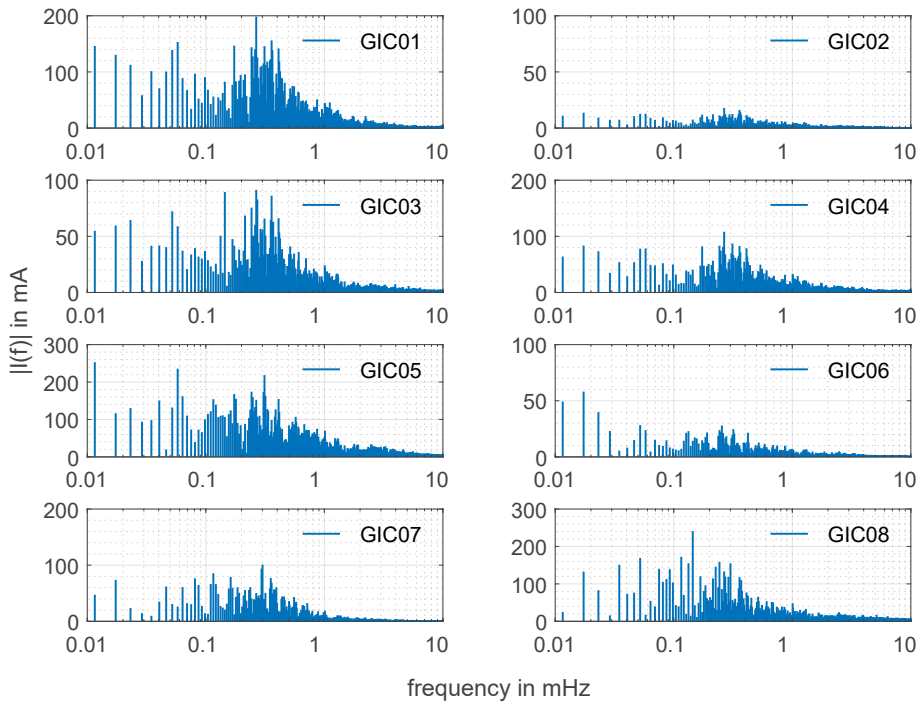 200 GIC01
100
0
0.01 0.1 1 10
100 GIC02
50
0
0.01 0.1 1 10
100 GIC03
50
0
0.01 0.1 1 10
200 GIC04
100
0
0.01 0.1 1 10
|I(f)| in mA
300 GIC05
200
100
0
0.01 0.1 1 10
100 GIC06
50
0
0.01 0.1 1 10
200 GIC07
100
0
0.01 0.1 1 10
300 GIC08
200
100
0
0.01 0.1 1 10
frequency in mHz